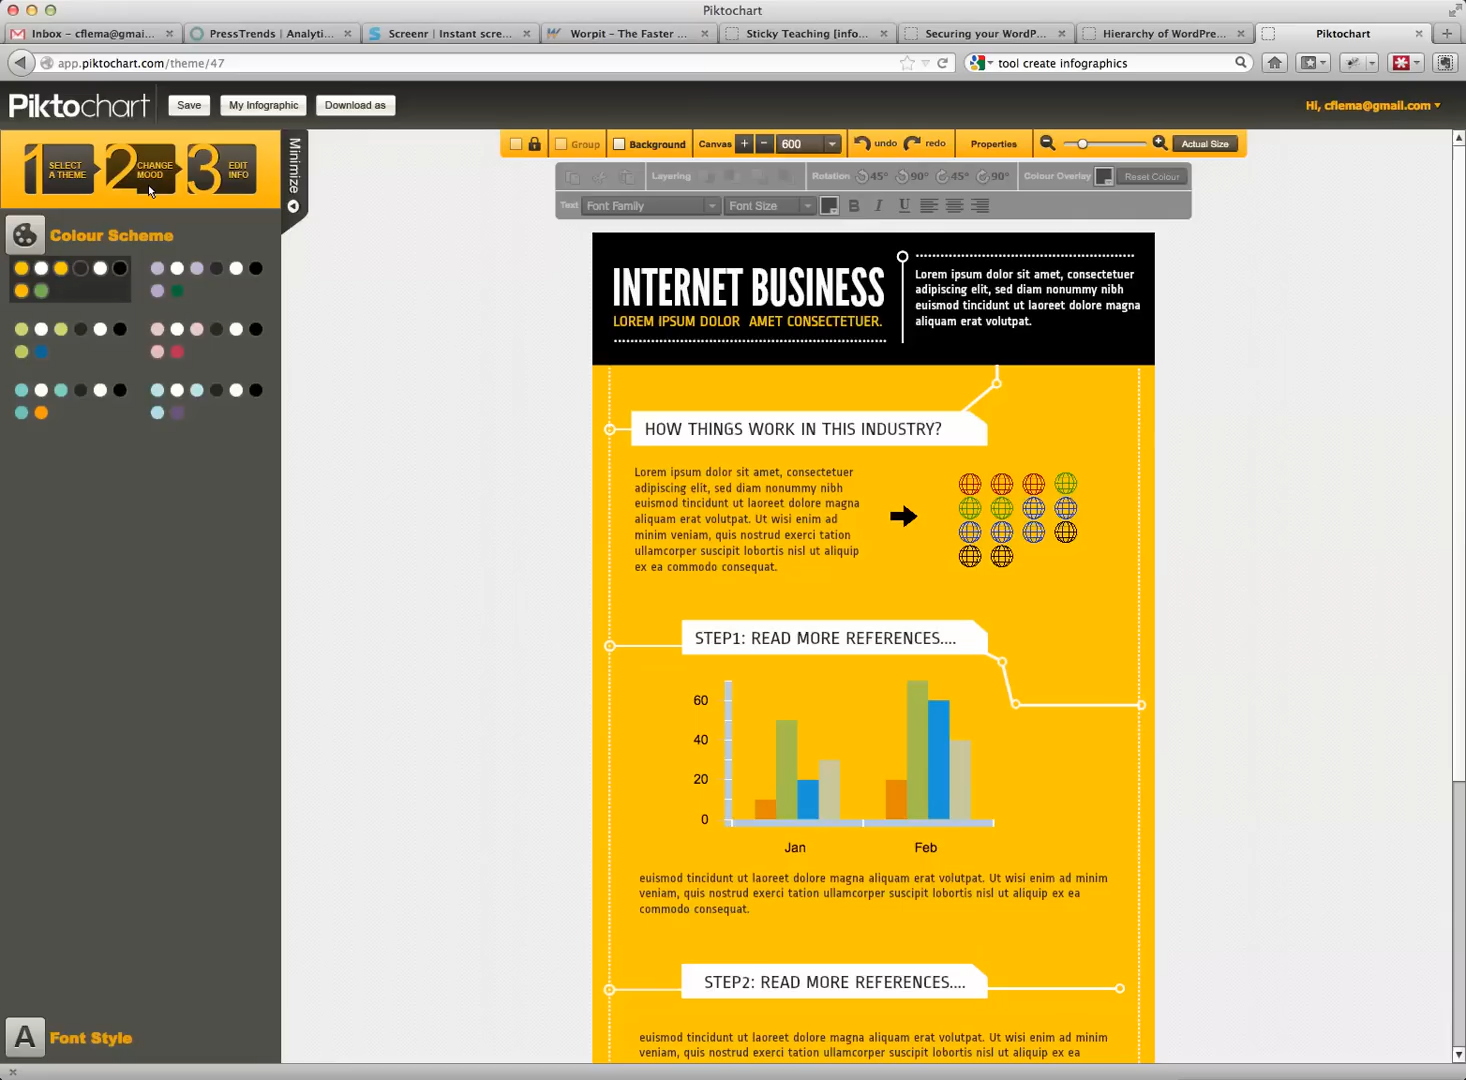 Piktochart
Inbox – cflema@gmai...
PressTrends | Analyti...
Screenr | Instant scre...
Worpit – The Faster ...
Sticky Teaching [info...
Securing your WordP...
Hierarchy of WordPre...
Piktochart
app.piktochart.com/theme/47
tool create infographics
Piktochart
Save
My Infographic
Download as
Hi, cflema@gmail.com
1 SELECT A THEME
2 CHANGE MOOD
3 EDIT INFO
Minimize
Group
Background
Canvas
+
-
600
undo
redo
Properties
Actual Size
Layering
Rotation
45°
90°
45°
90°
Colour Overlay
Reset Colour
Text
Font Family
Font Size
B
I
U
Colour Scheme
INTERNET BUSINESS
LOREM IPSUM DOLOR AMET CONSECTETUER.
Lorem ipsum dolor sit amet, consectetuer
adipiscing elit, sed diam nonummy nibh
euismod tincidunt ut laoreet dolore magna
aliquam erat volutpat.
HOW THINGS WORK IN THIS INDUSTRY?
Lorem ipsum dolor sit amet, consectetuer
adipiscing elit, sed diam nonummy nibh
euismod tincidunt ut laoreet dolore magna
aliquam erat volutpat. Ut wisi enim ad
minim veniam, quis nostrud exerci tation
ullamcorper suscipit lobortis nisl ut aliquip
ex ea commodo consequat.
STEP1: READ MORE REFERENCES....
60
40
20
0
Jan
Feb
euismod tincidunt ut laoreet dolore magna aliquam erat volutpat. Ut wisi enim ad minim
veniam, quis nostrud exerci tation ullamcorper suscipit lobortis nisl ut aliquip ex ea
commodo consequat.
STEP2: READ MORE REFERENCES....
euismod tincidunt ut laoreet dolore magna aliquam erat volutpat. Ut wisi enim ad minim
veniam, quis nostrud exerci tation ullamcorper suscipit lobortis nisl ut aliquip ex ea
A
Font Style